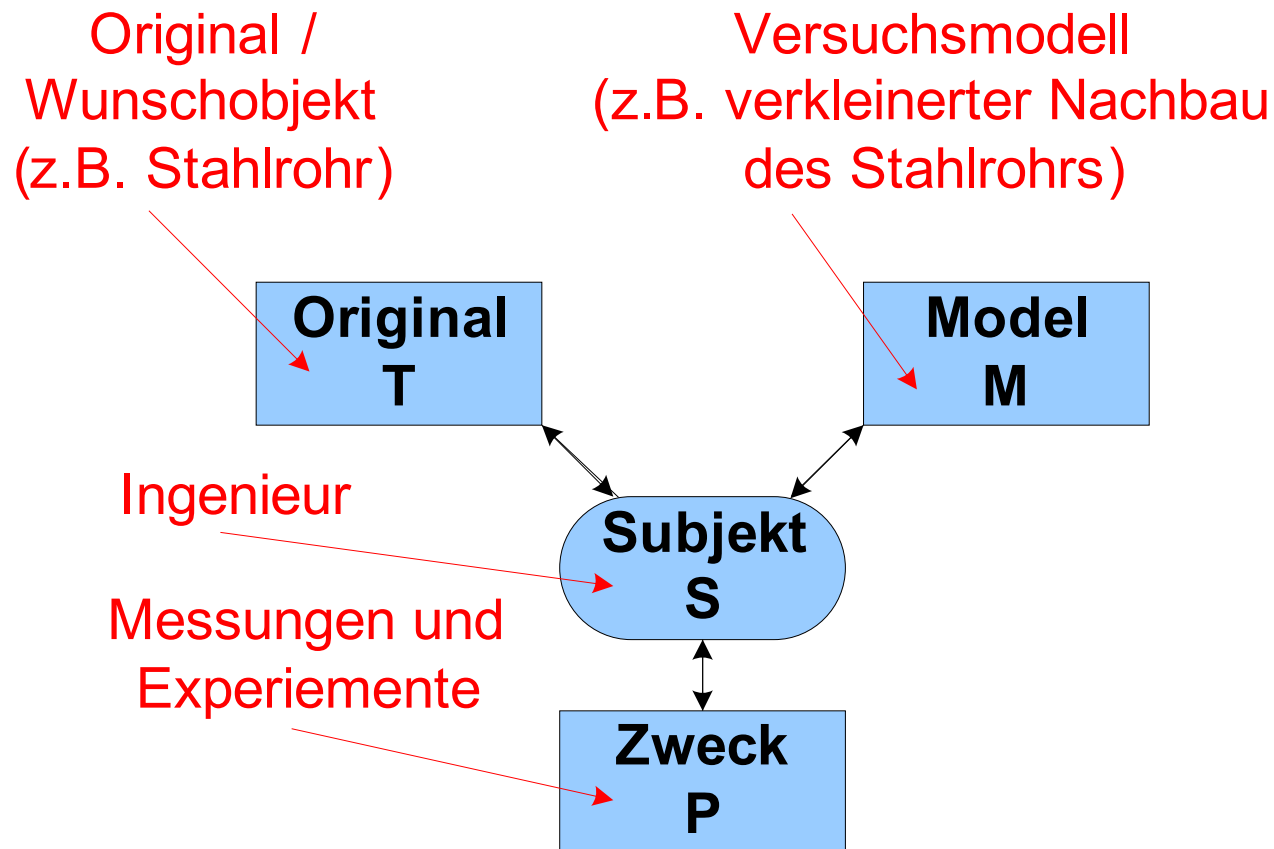 Original /
Wunschobjekt
(z.B. Stahlrohr)
Versuchsmodell
(z.B. verkleinerter Nachbau
des Stahlrohrs)
Original
T
Model
M
Ingenieur
Subjekt
S
Messungen und
Experiemente
Zweck
P